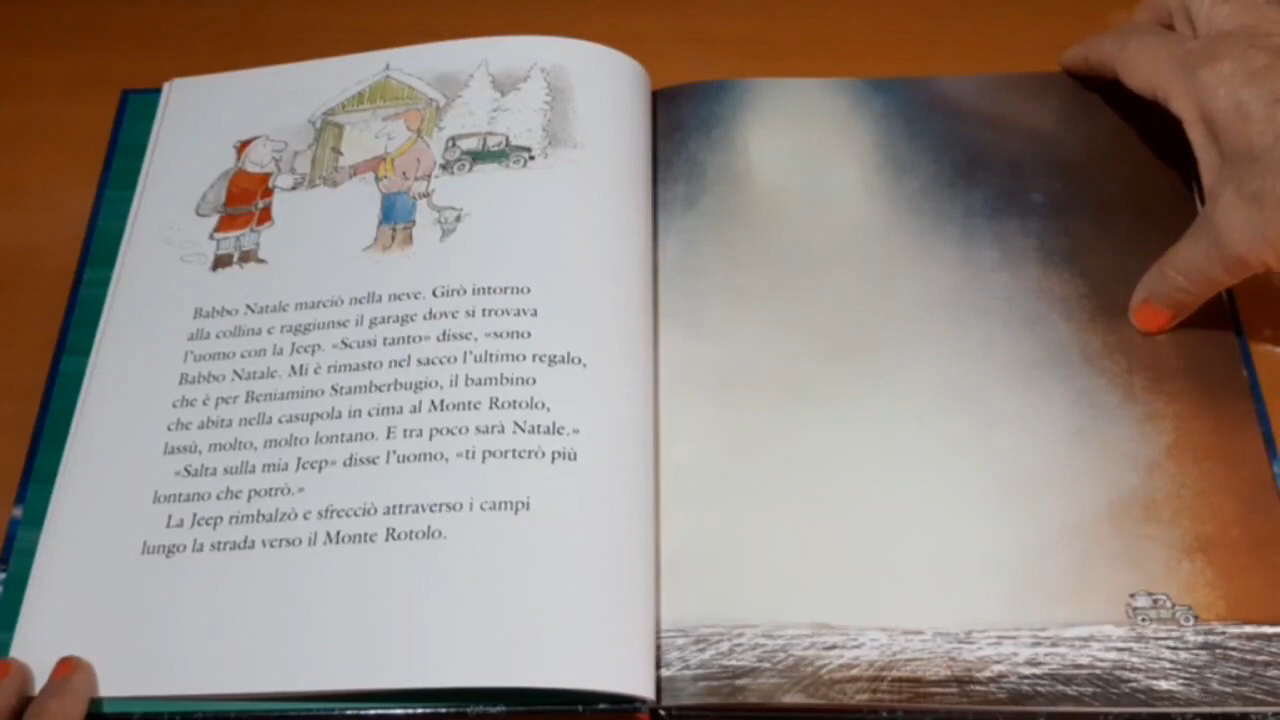 Babbo Natale marciò nella neve. Girò intorno
alla collina e raggiunse il garage dove si trovava
l'uomo con la Jeep. «Scusi tanto» disse, «sono
Babbo Natale. Mi è rimasto nel sacco l'ultimo regalo,
che è per Beniamino Stamberbugio, il bambino
che abita nella casupola in cima al Monte Rotolo,
lassù, molto, molto lontano. E tra poco sarà Natale.»
«Salta sulla mia Jeep» disse l'uomo, «ti porterò più
lontano che potrò.»
La Jeep rimbalzò e sfrecciò attraverso i campi
lungo la strada verso il Monte Rotolo.